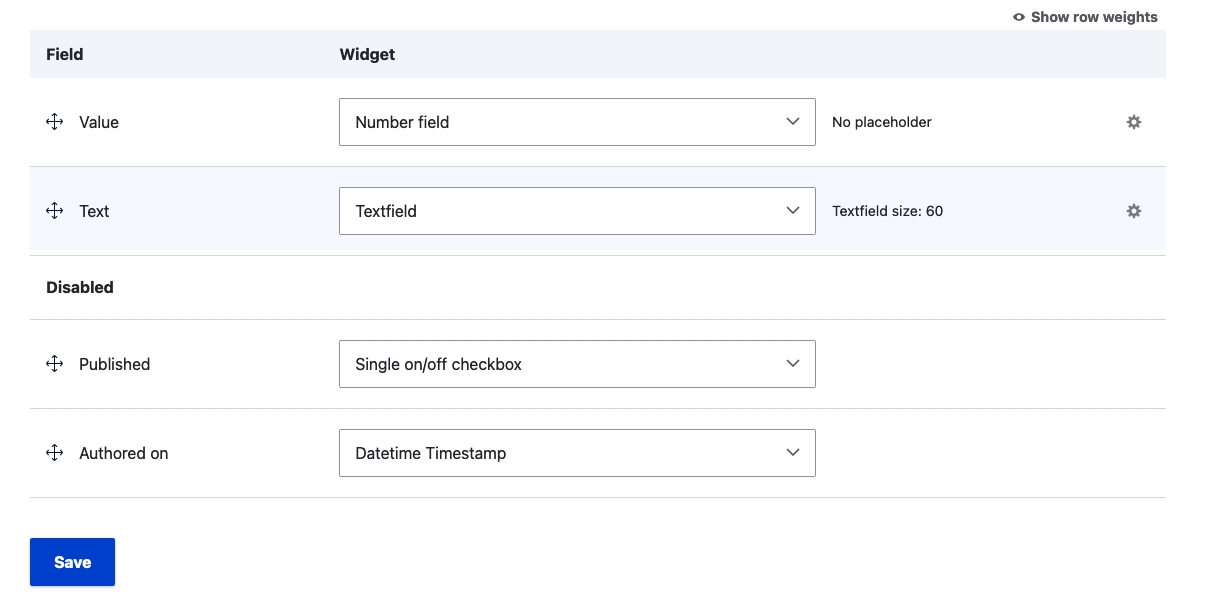 Show row weights
Field Widget
Value Number field No placeholder
Text Textfield Textfield size: 60
Disabled
Published Single on/off checkbox
Authored on Datetime Timestamp
Save